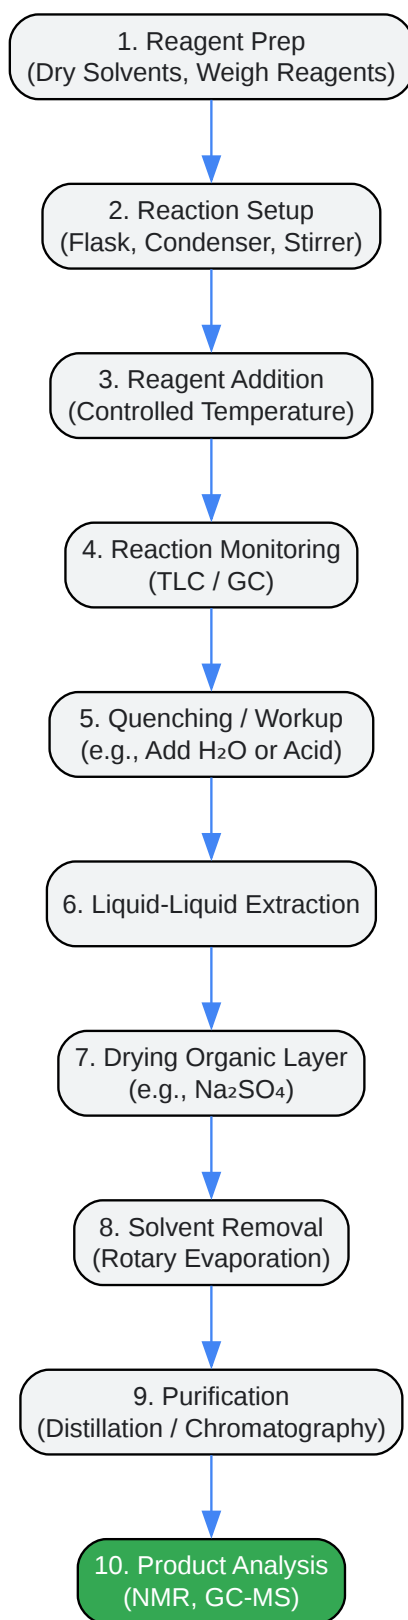 1. Reagent Prep
(Dry Solvents, Weigh Reagents)
2. Reaction Setup
(Flask, Condenser, Stirrer)
3. Reagent Addition
(Controlled Temperature)
4. Reaction Monitoring
(TLC / GC)
5. Quenching / Workup
(e.g., Add H₂O or Acid)
6. Liquid-Liquid Extraction
7. Drying Organic Layer
(e.g., Na₂SO₄)
8. Solvent Removal
(Rotary Evaporation)
9. Purification
(Distillation / Chromatography)
10. Product Analysis
(NMR, GC-MS)